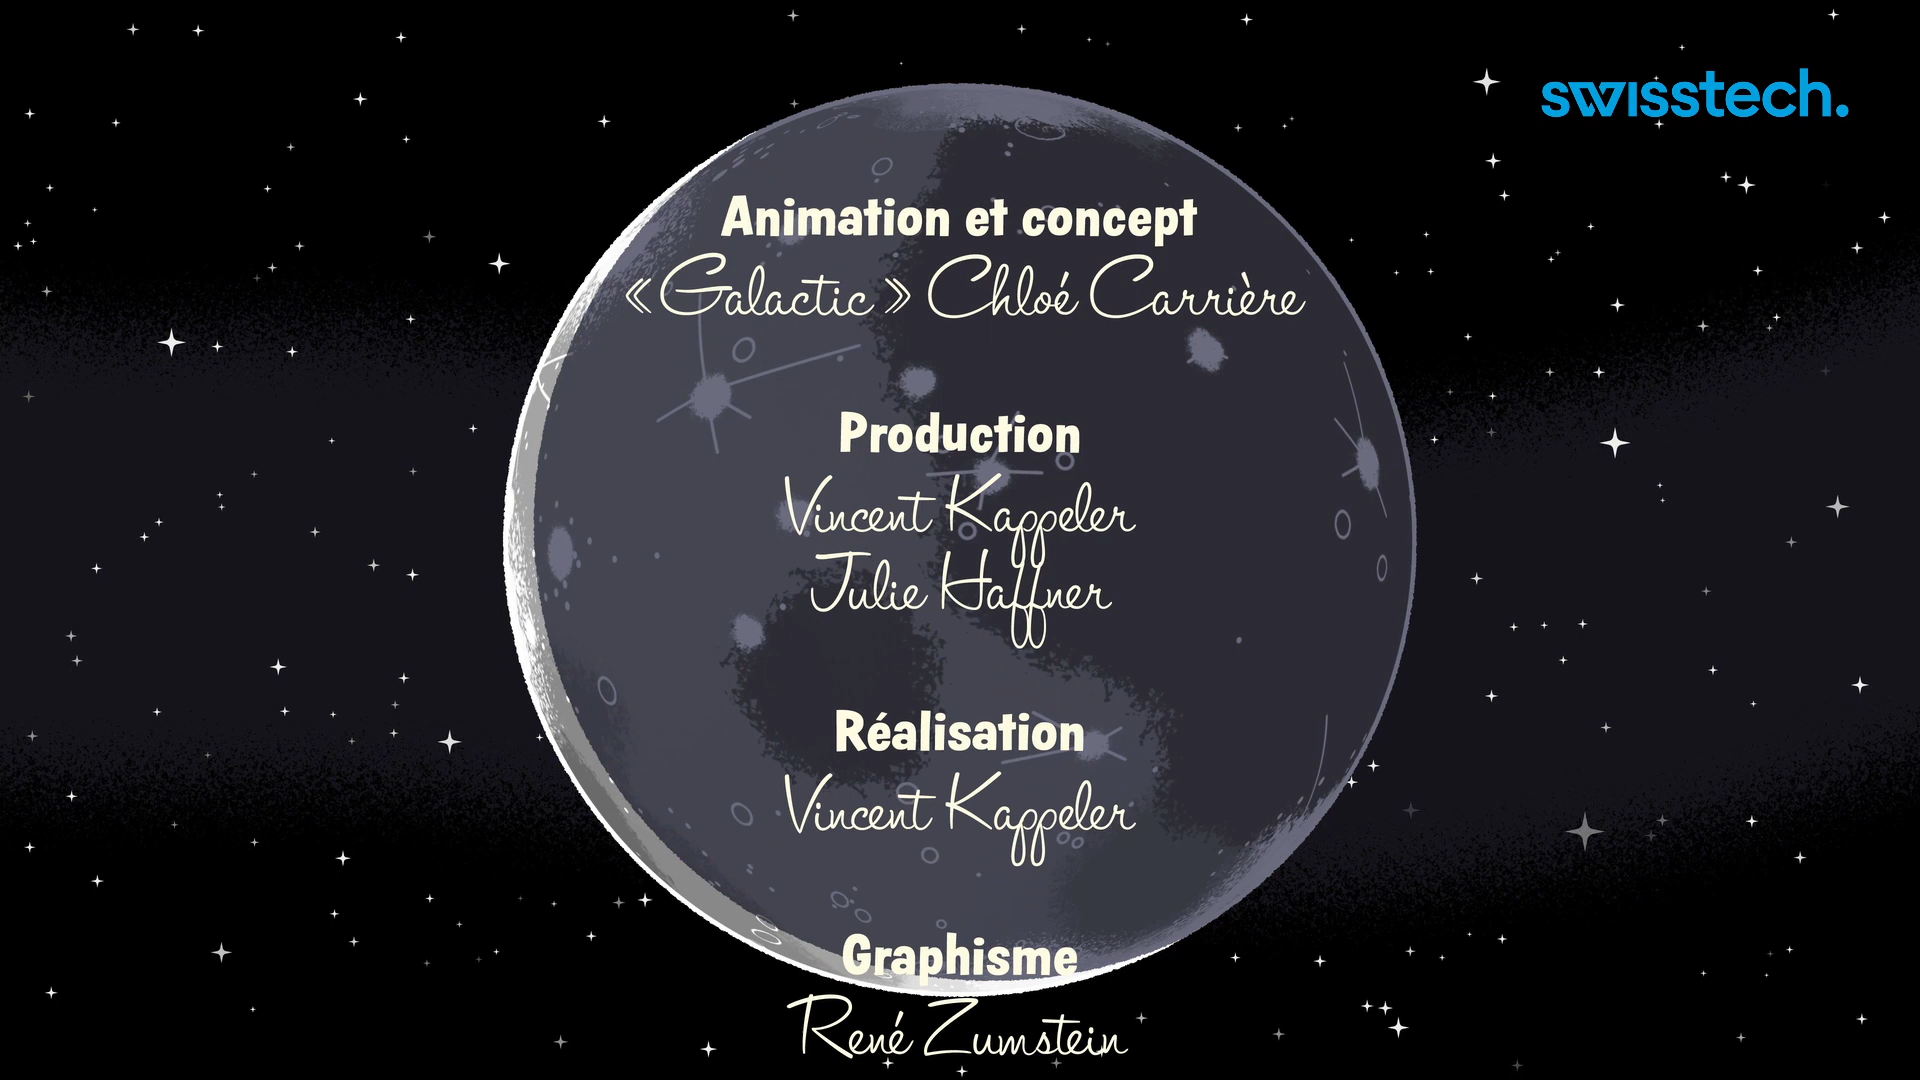 swisstech.
Animation et concept
« Galactic » Chloé Carrière
Production
Vincent Kappeler
Julie Haffner
Réalisation
Vincent Kappeler
Graphisme
René Zumstein